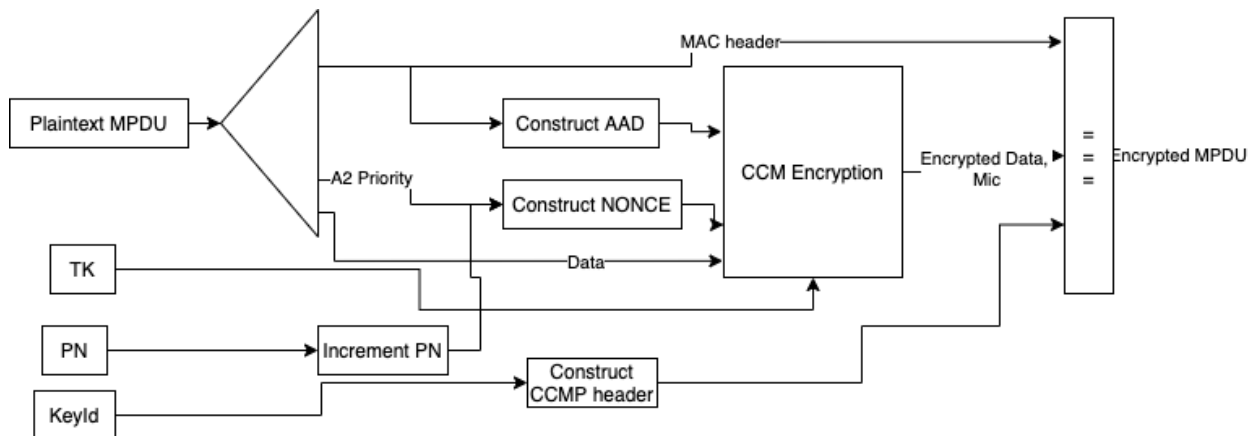 MAC header
Plaintext MPDU
Construct AAD
CCM Encryption
Encrypted Data,
Mic
=
=
=
Encrypted MPDU
A2 Priority
Construct NONCE
Data
TK
PN
Increment PN
Construct
CCMP header
KeyId